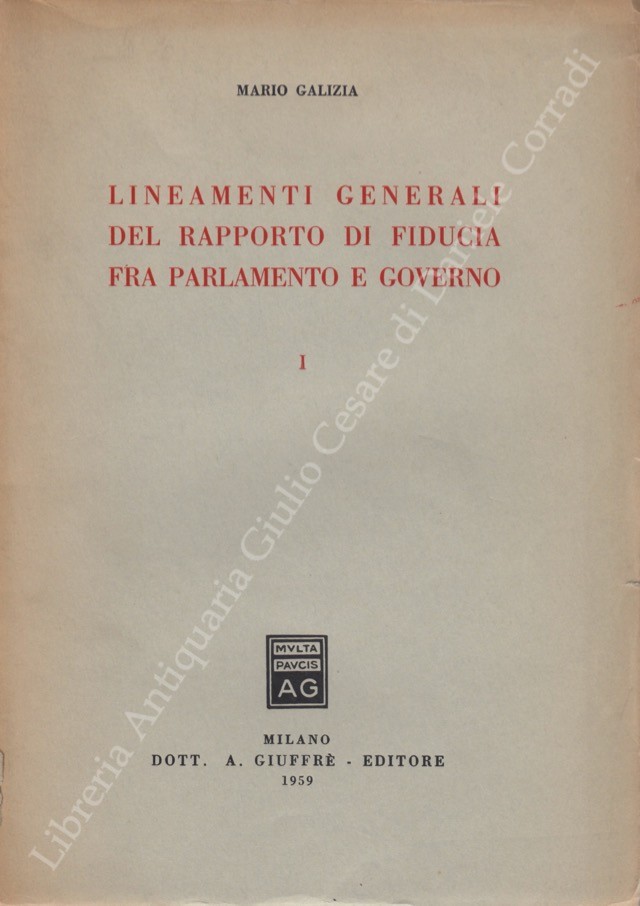 MARIO GALIZIA
LINEAMENTI GENERALI
DEL RAPPORTO DI FIDUCIA
FRA PARLAMENTO E GOVERNO
I
MVLTA
PAVCIS
AG
MILANO
DOTT. A. GIUFFRÈ - EDITORE
1959
Libreria Antiquaria Giulio Cesare di Daniele Corradi